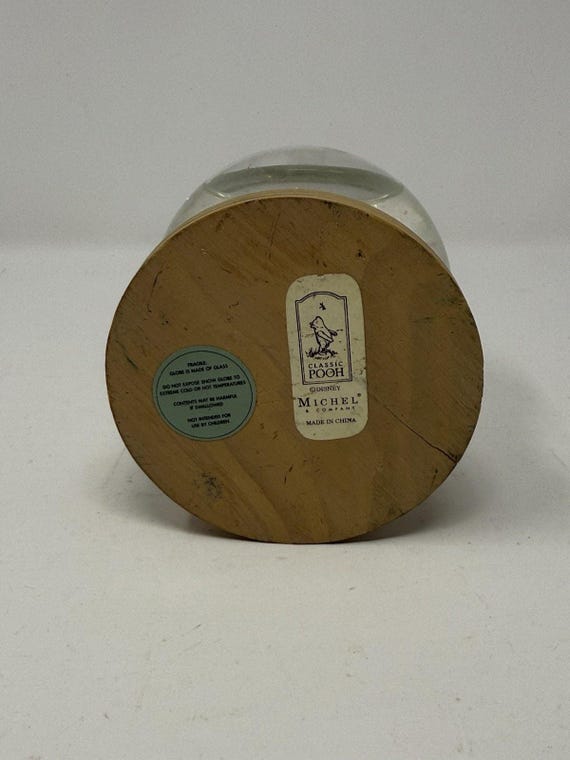 FRAGILE:
GLOBE IS MADE OF GLASS
DO NOT EXPOSE SNOW GLOBE TO
EXTREME COLD OR HOT TEMPERATURES
CONTENTS MAY BE HARMFUL
IF SWALLOWED
NOT INTENDED FOR
USE BY CHILDREN
CLASSIC
POOH
©DISNEY
MICHEL®
& COMPANY
MADE IN CHINA